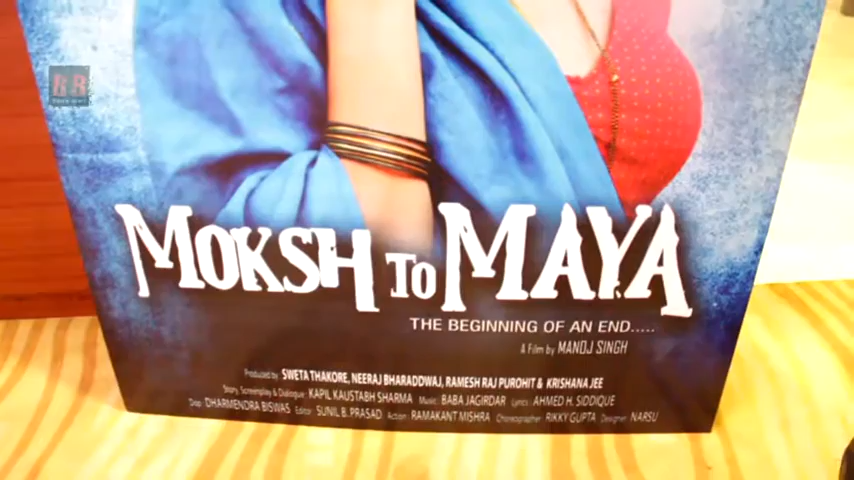 BR
MOKSH TO MAYA
THE BEGINNING OF AN END.....
A Film by MANOJ SINGH
Produced by SWETA THAKORE, NEERAJ BHARADDWAJ, RAMESH RAJ PUROHIT & KRISHANA JEE
Story, Screenplay & Dialogue: KAPIL KAUSTABH SHARMA Music: BABA JAGIRDAR Lyrics: AHMED H. SIDDIQUE
Dop: DHARMENDRA BISWAS Editor: SUNIL B. PRASAD Action: RAMAKANT MISHRA Choreographer: RIKKY GUPTA Designer: NARSU